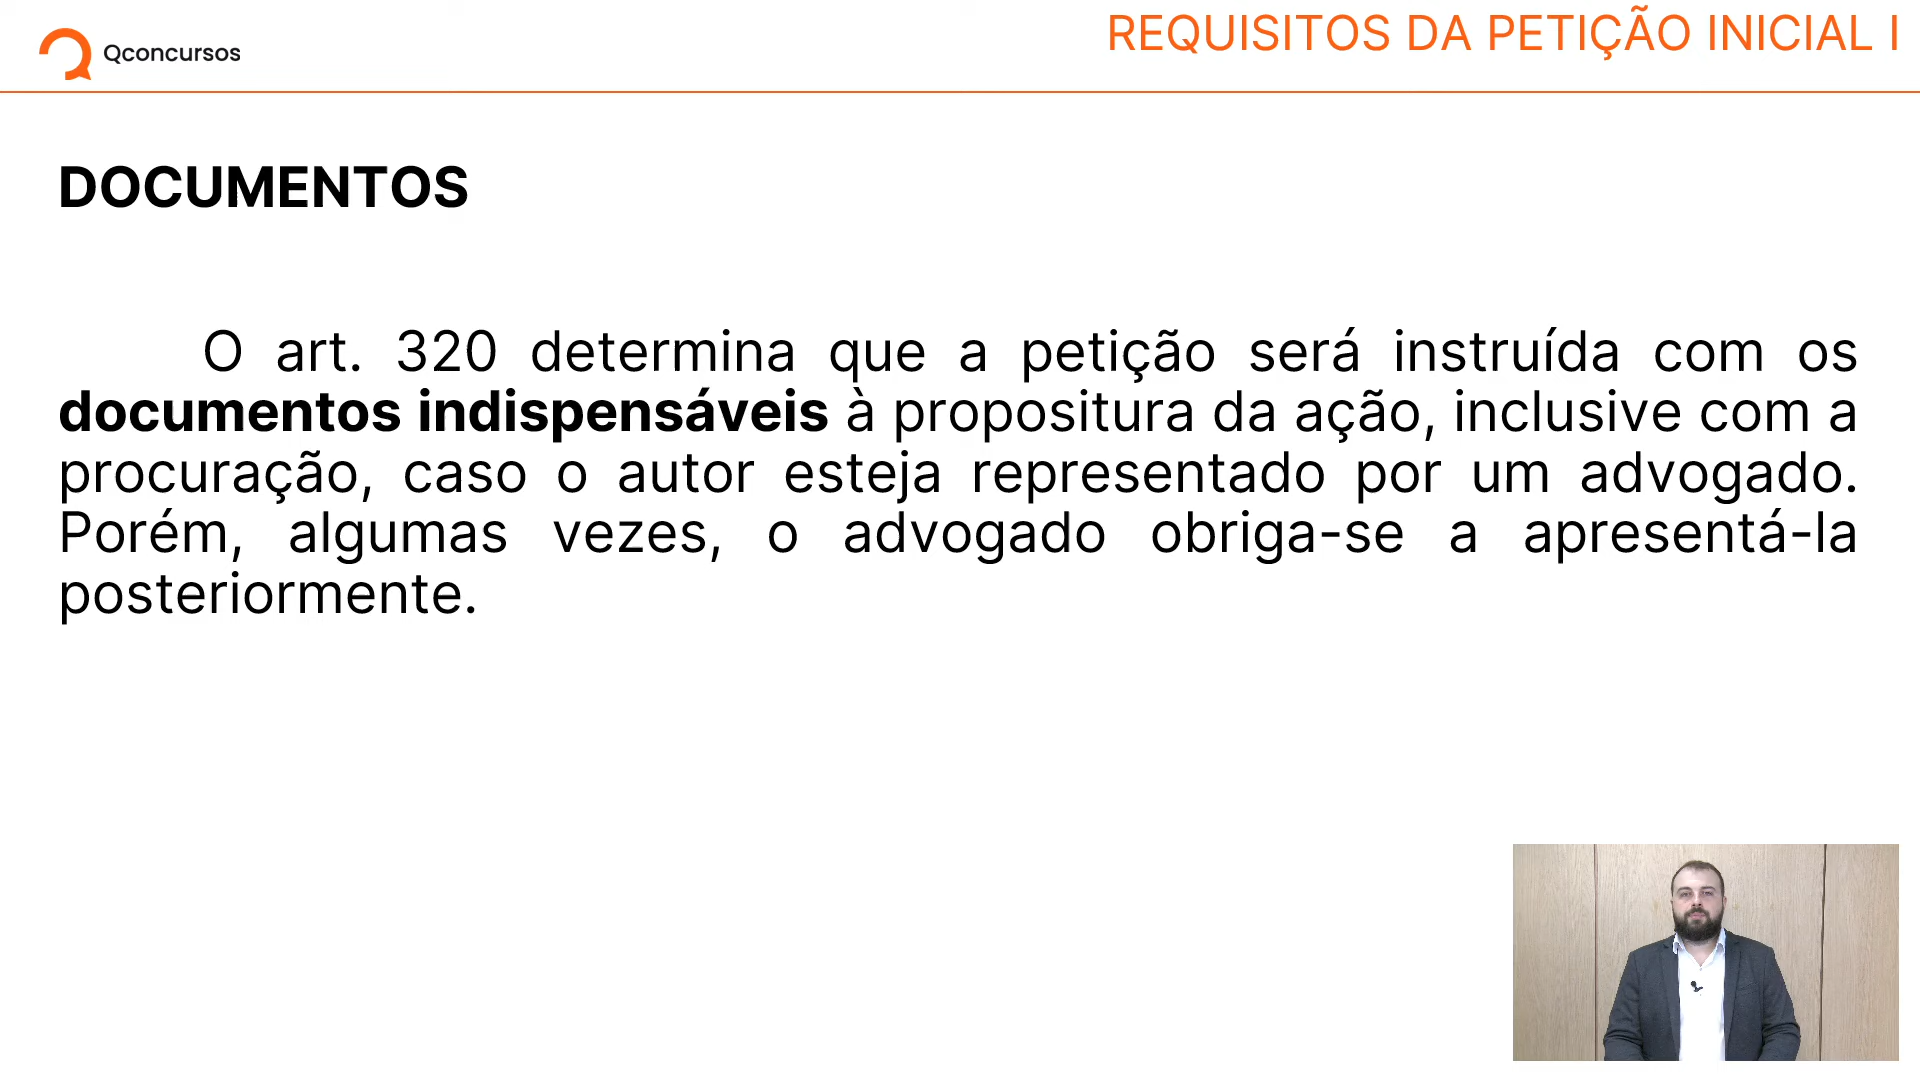 Qconcursos
REQUISITOS DA PETIÇÃO INICIAL I
DOCUMENTOS
O art. 320 determina que a petição será instruída com os
documentos indispensáveis à propositura da ação, inclusive com a
procuração, caso o autor esteja representado por um advogado.
Porém, algumas vezes, o advogado obriga-se a apresentá-la
posteriormente.